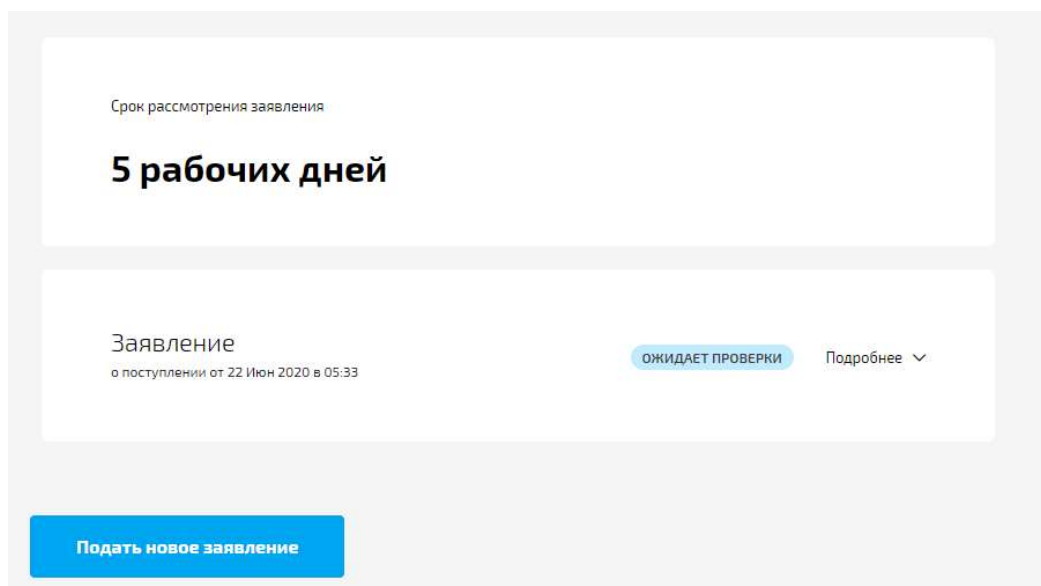 Срок рассмотрения заявления
5 рабочих дней
Заявление
о поступлении от 22 Июн 2020 в 05:33
ОЖИДАЕТ ПРОВЕРКИ
Подробнее
Подать новое заявление